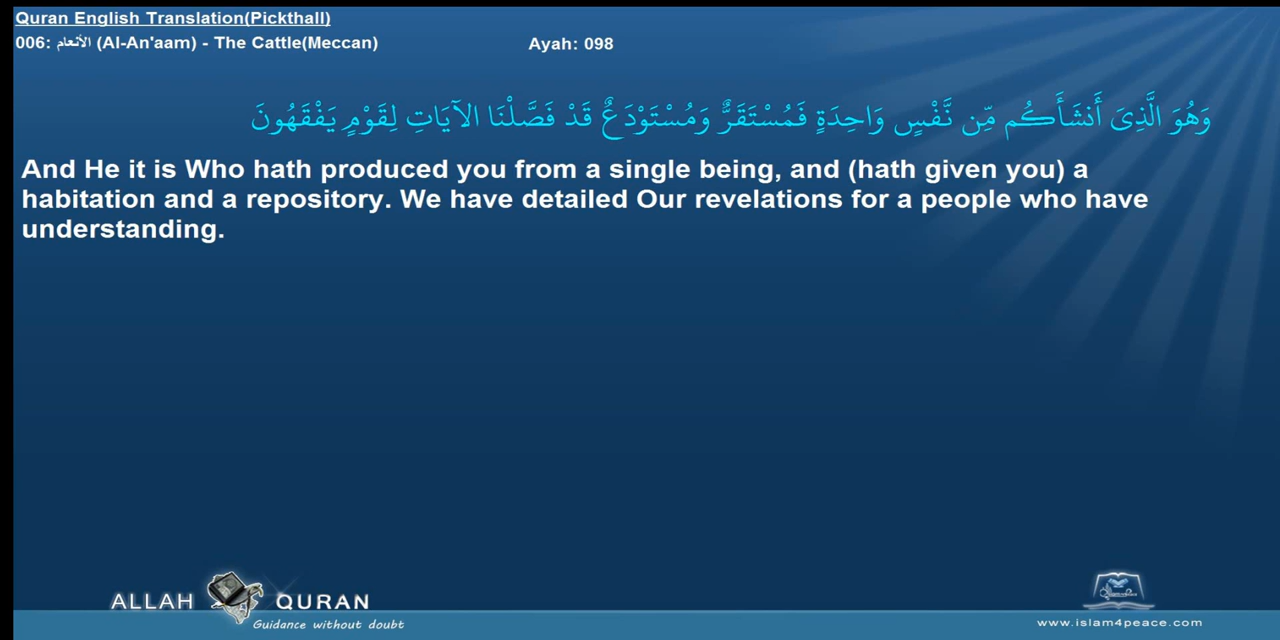 Quran English Translation(Pickthall)
006: الأنعام (Al-An'aam) - The Cattle(Meccan) Ayah: 098
وَهُوَ الَّذِىَ أَنشَأَكُم مِّن نَّفْسٍ وَاحِدَةٍ فَمُسْتَقَرٌّ وَمُسْتَوْدَعٌ قَدْ فَصَّلْنَا الآيَاتِ لِقَوْمٍ يَفْقَهُونَ
And He it is Who hath produced you from a single being, and (hath given you) a
habitation and a repository. We have detailed Our revelations for a people who have
understanding.
ALLAH QURAN
Guidance without doubt
www.islam4peace.com